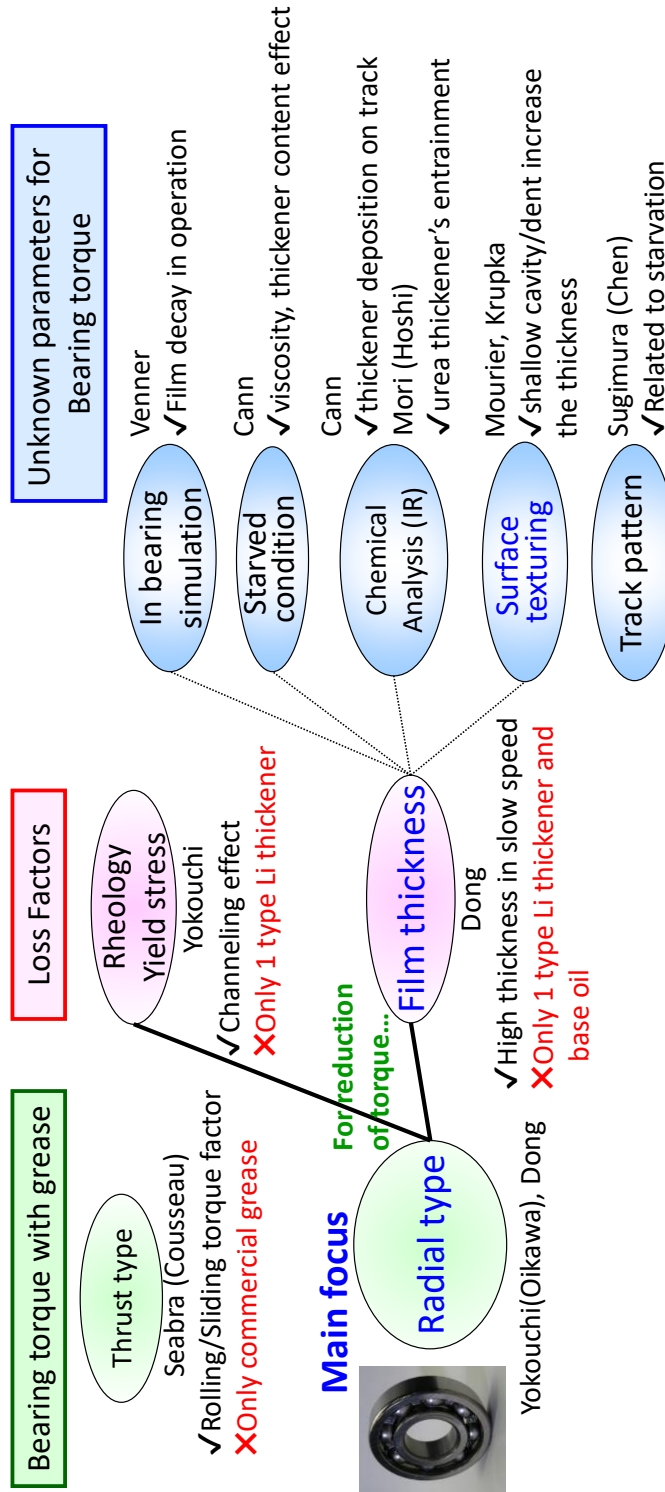 Bearing torque with grease
Thrust type
Seabra (Cousseau)
✓Rolling/Sliding torque factor
✕Only commercial grease
Main focus
Radial type
Yokouchi(Oikawa), Dong
For reduction
of torque...
Loss Factors
Rheology
Yield stress
Yokouchi
✓Channeling effect
✕Only 1 type Li thickener
Film thickness
Dong
✓High thickness in slow speed
✕Only 1 type Li thickener and
base oil
Unknown parameters for
Bearing torque
In bearing
simulation
Venner
✓Film decay in operation
Starved
condition
Cann
✓viscosity, thickener content effect
Chemical
Analysis (IR)
Cann
✓thickener deposition on track
Mori (Hoshi)
✓urea thickener’s entrainment
Surface
texturing
Mourier, Krupka
✓shallow cavity/dent increase
the thickness
Track pattern
Sugimura (Chen)
✓Related to starvation